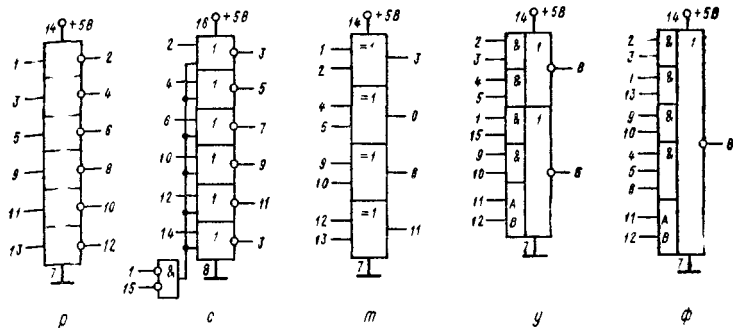 14 +5В
1 2
3 4
5 6
9 8
11 10
13 12
7
р
16 +5В
2 1 3
4 1 5
6 1 7
10 1 9
12 1 11
14 1 3
1 &
15
8
с
14 +5В
1 =1 3
2
4 =1 0
5
9 =1 8
10
12 =1 11
13
7
т
14 +5В
2 & 1
3
8
4 &
5
1 & 1
15
9 &
10
6
11 А
12 В
7
у
14 +5В
2 & 1
3
1 &
13
9 &
10
8
4 &
5
6
11 А
12 В
7
ф